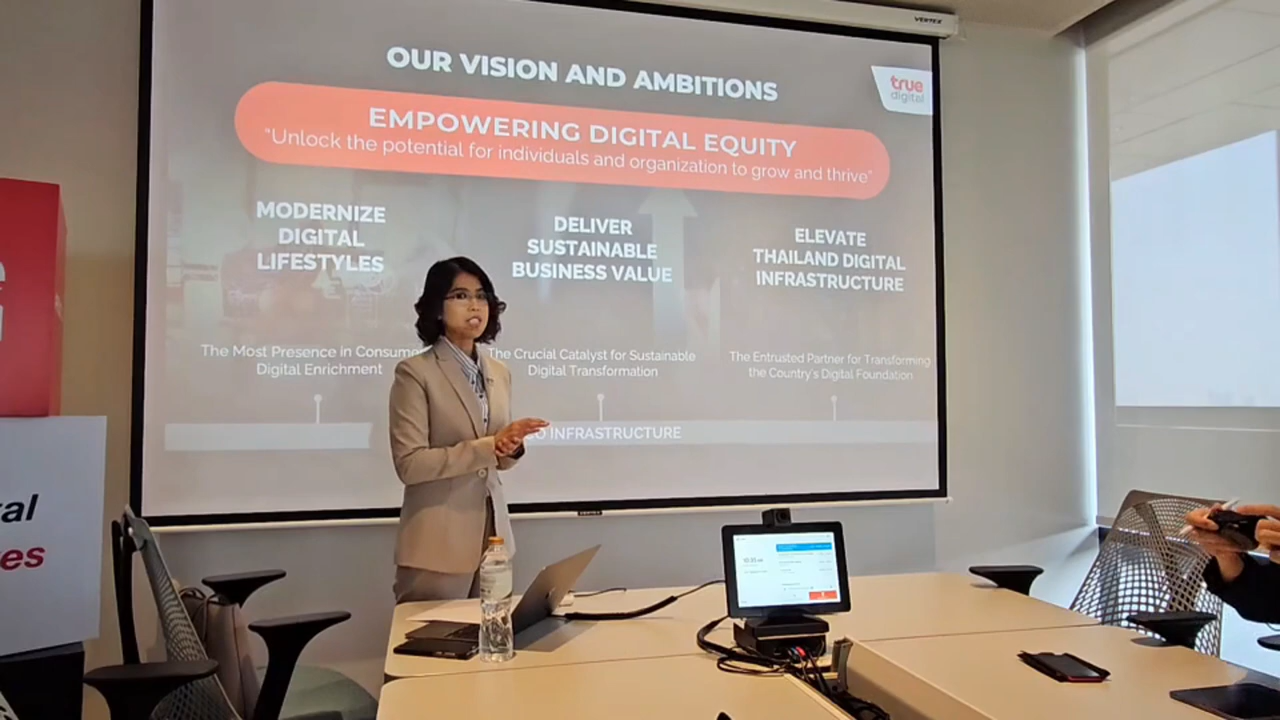 VERTEX
OUR VISION AND AMBITIONS
true
digital
EMPOWERING DIGITAL EQUITY
"Unlock the potential for individuals and organization to grow and thrive"
MODERNIZE
DIGITAL
LIFESTYLES
DELIVER
SUSTAINABLE
BUSINESS VALUE
ELEVATE
THAILAND DIGITAL
INFRASTRUCTURE
The Most Presence in Consume
Digital Enrichment
The Crucial Catalyst for Sustainable
Digital Transformation
The Entrusted Partner for Transforming
the Country's Digital Foundation
INFRASTRUCTURE
al
es